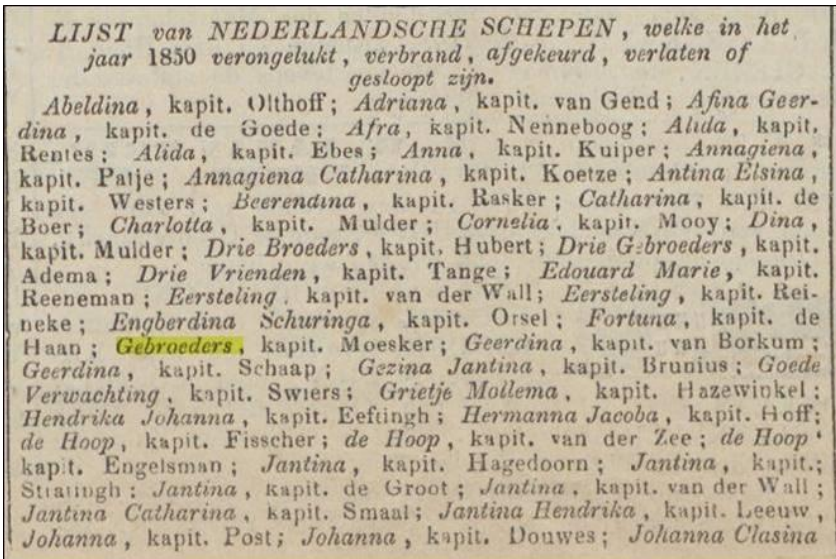 LIJST van NEDERLANDSCHE SCHEPEN, welke in het
jaar 1850 verongelukt, verbrand, afgekeurd, verlaten of
gesloopt zijn.
Abeldina, kapit. Olthoff; Adriana, kapit. van Gend; Afina Geer-
dina, kapit. de Goede; Afra, kapit. Nenneboog; Alida, kapit.
Rentes; Alida, kapit. Ebes; Anna, kapit. Kuiper; Annagiena,
kapit. Patje; Annagiena Catharina, kapit. Koetze; Antina Elsina,
kapit. Westers; Beerendina, kapit. Rasker; Catharina, kapit. de
Boer; Charlotta, kapit. Mulder; Cornelia, kapit. Mooy; Dina,
kapit. Mulder; Drie Broeders, kapit. Hubert; Drie Gebroeders, kapit.
Adema; Drie Vrienden, kapit. Tange; Edouard Marie, kapit.
Reeneman; Eersteling, kapit. van der Wall; Eersteling, kapit. Rei-
neke; Engberdina Schuringa, kapit. Orsel; Fortuna, kapit. de
Haan; Gebroeders, kapit. Moesker; Geerdina, kapit. van Borkum;
Geerdina, kapit. Schaap; Gezina Jantina, kapit. Brunius; Goede
Verwachting, kapit. Swiers; Grietje Mollema, kapit. Hazewinkel;
Hendrika Johanna, kapit. Eeftingh; Hermanna Jacoba, kapit. Hoff;
de Hoop, kapit. Fisscher; de Hoop, kapit. van der Zee; de Hoop
kapit. Engelsman; Jantina, kapit. Hagedoorn; Jantina, kapit.;
Stratingh; Jantina, kapit. de Groot; Jantina, kapit. van der Wall;
Jantina Catharina, kapit. Smaal; Jantina Hendrika, kapit. Leeuw,
Johanna, kapit. Post; Johanna, kapit. Douwes; Johanna Clasina